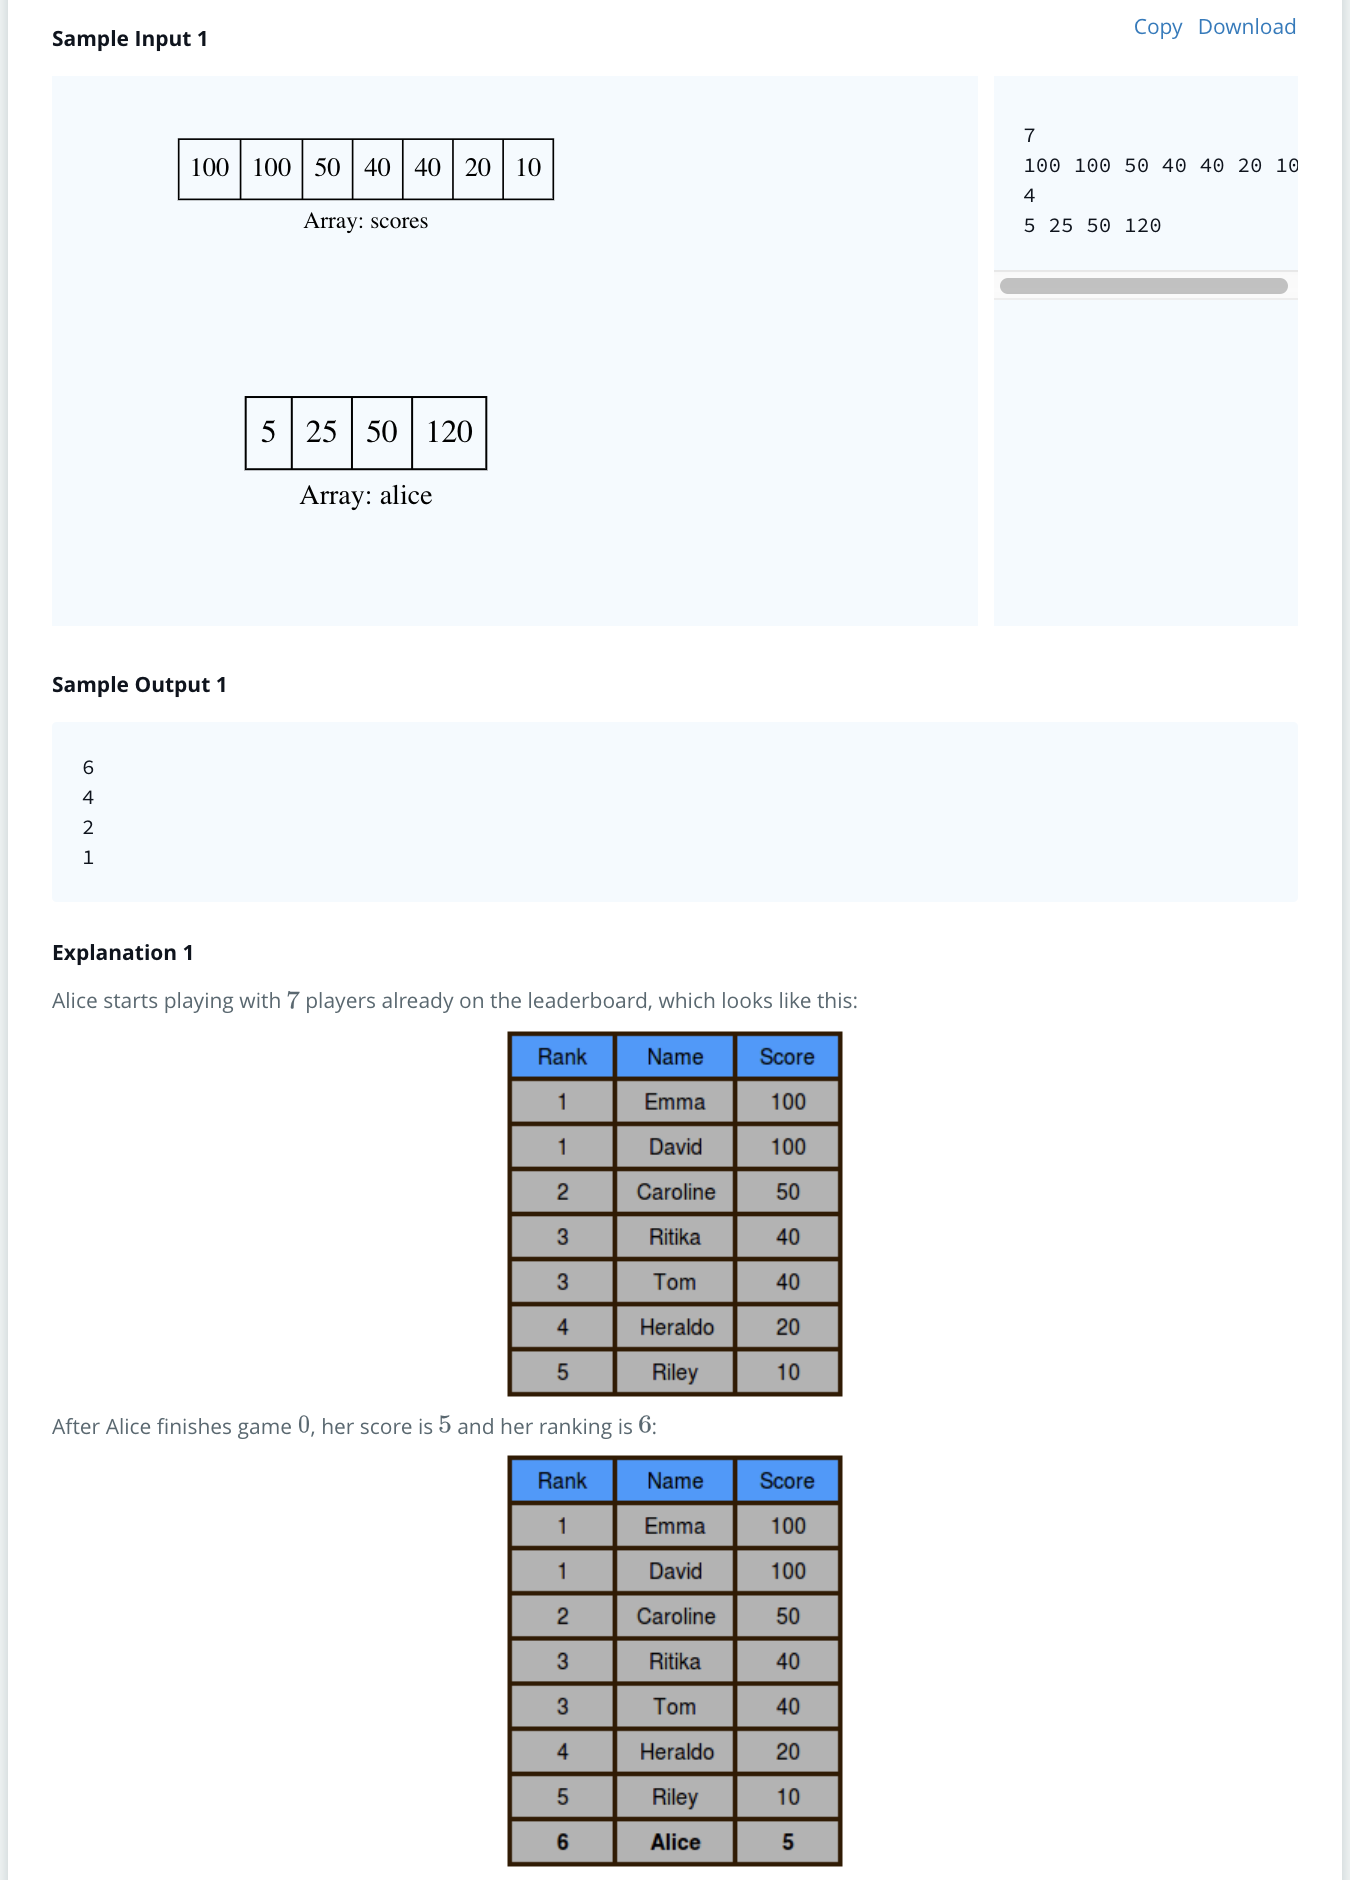 Copy Download
Sample Input 1
100 100 50 40 40 20 10
Array: scores
5 25 50 120
Array: alice
7
100 100 50 40 40 20 10
4
5 25 50 120
Sample Output 1
6
4
2
1
Explanation 1
Alice starts playing with 7 players already on the leaderboard, which looks like this:
Rank Name Score
1 Emma 100
1 David 100
2 Caroline 50
3 Ritika 40
3 Tom 40
4 Heraldo 20
5 Riley 10
After Alice finishes game 0, her score is 5 and her ranking is 6:
Rank Name Score
1 Emma 100
1 David 100
2 Caroline 50
3 Ritika 40
3 Tom 40
4 Heraldo 20
5 Riley 10
6 Alice 5